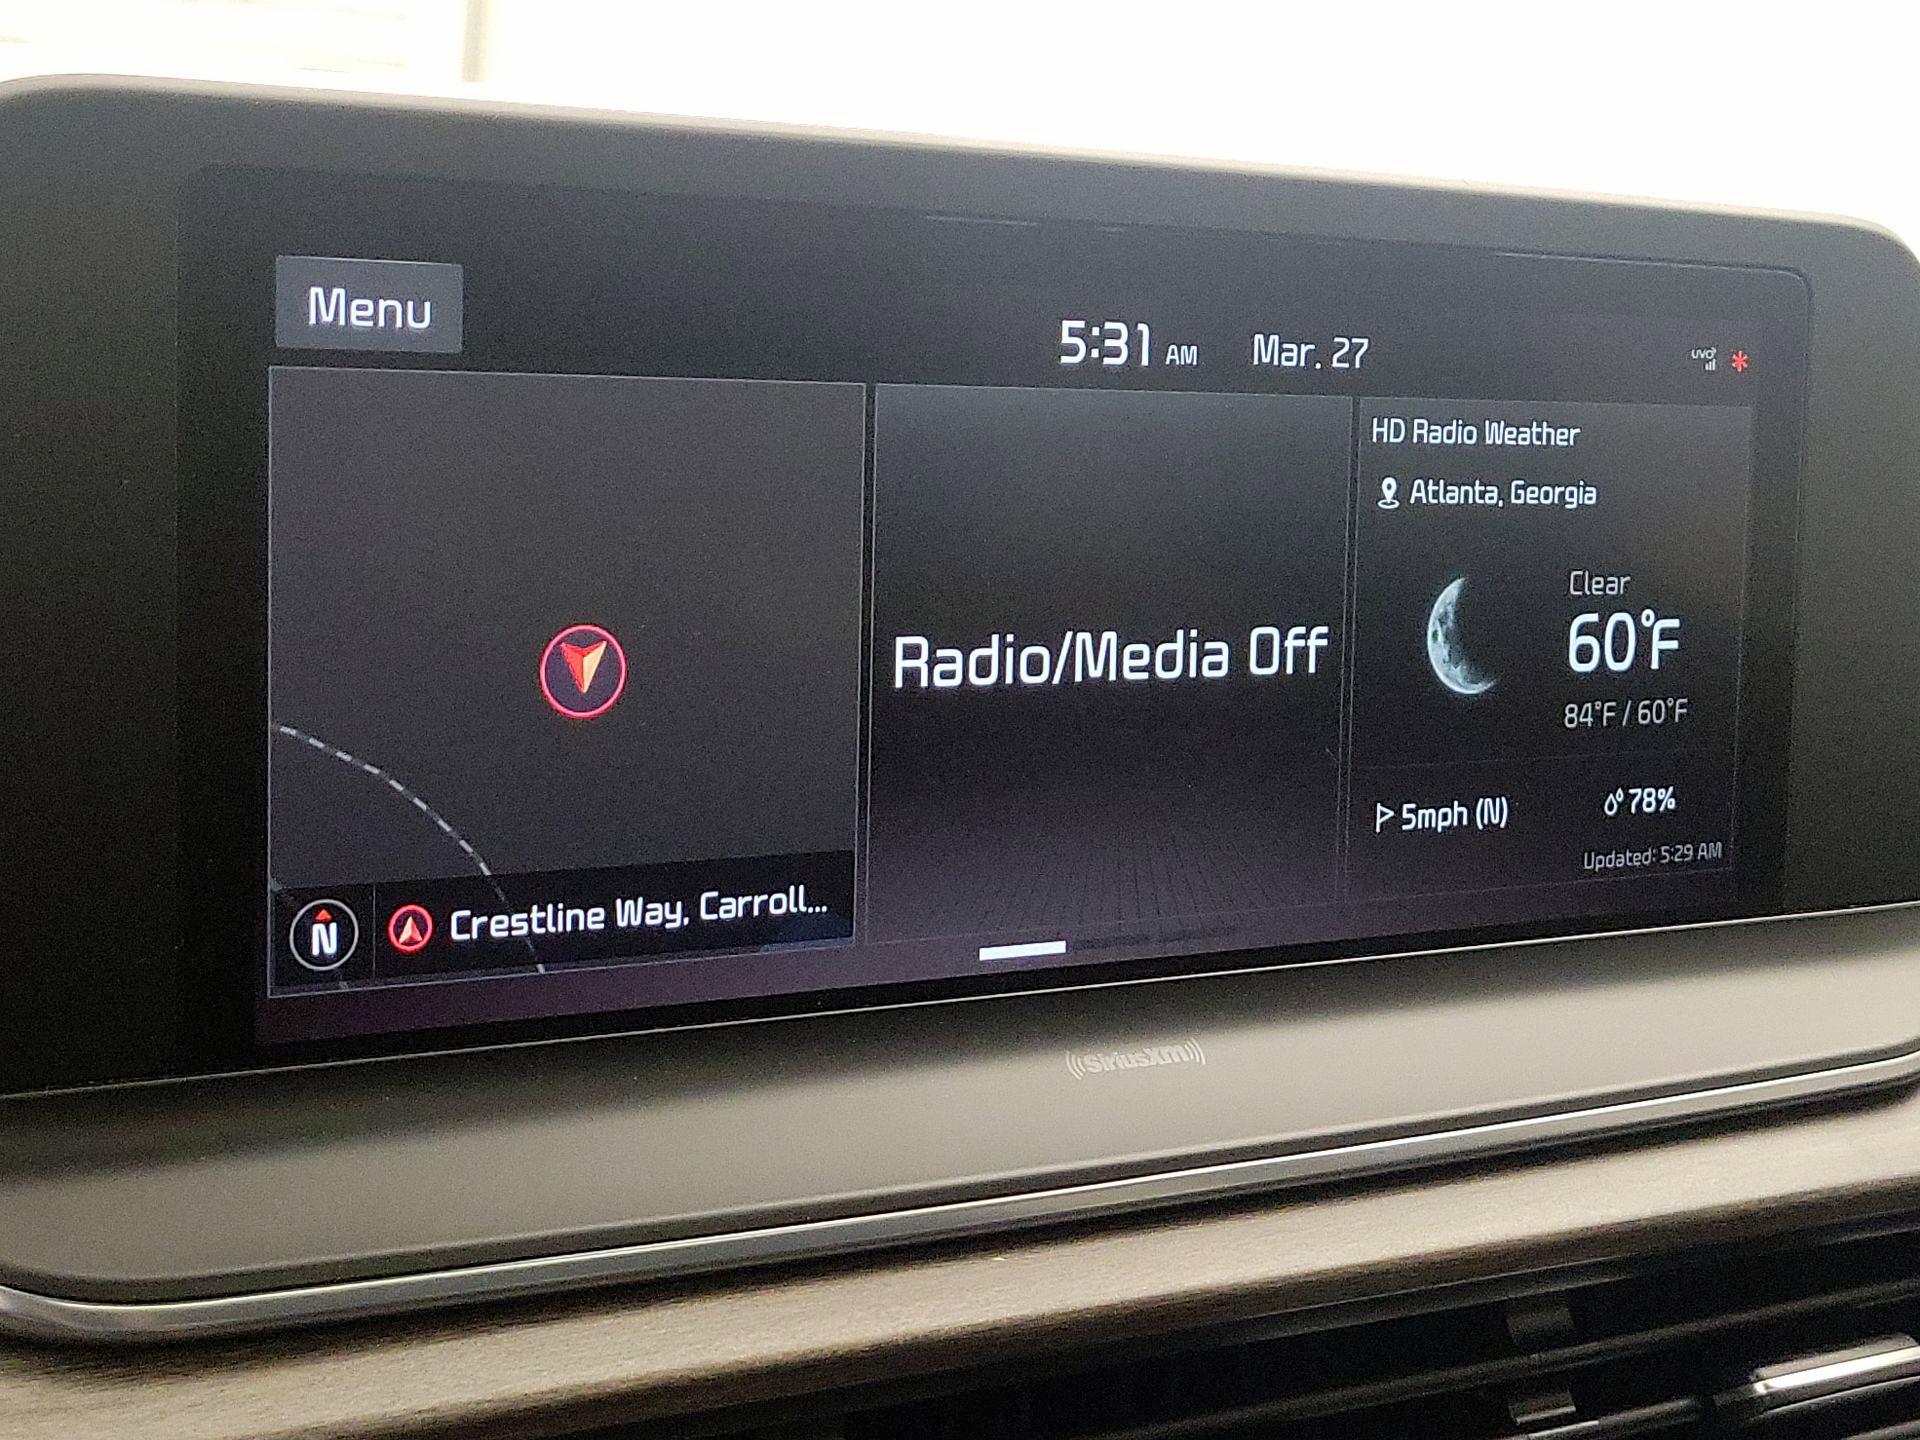 Menu
5:31 AM Mar. 27
UVO
Radio/Media Off
HD Radio Weather
Atlanta, Georgia
Clear
60°F
84°F / 60°F
5mph (N) 78%
Updated: 5:29 AM
N Crestline Way, Carroll...
SiriusXM